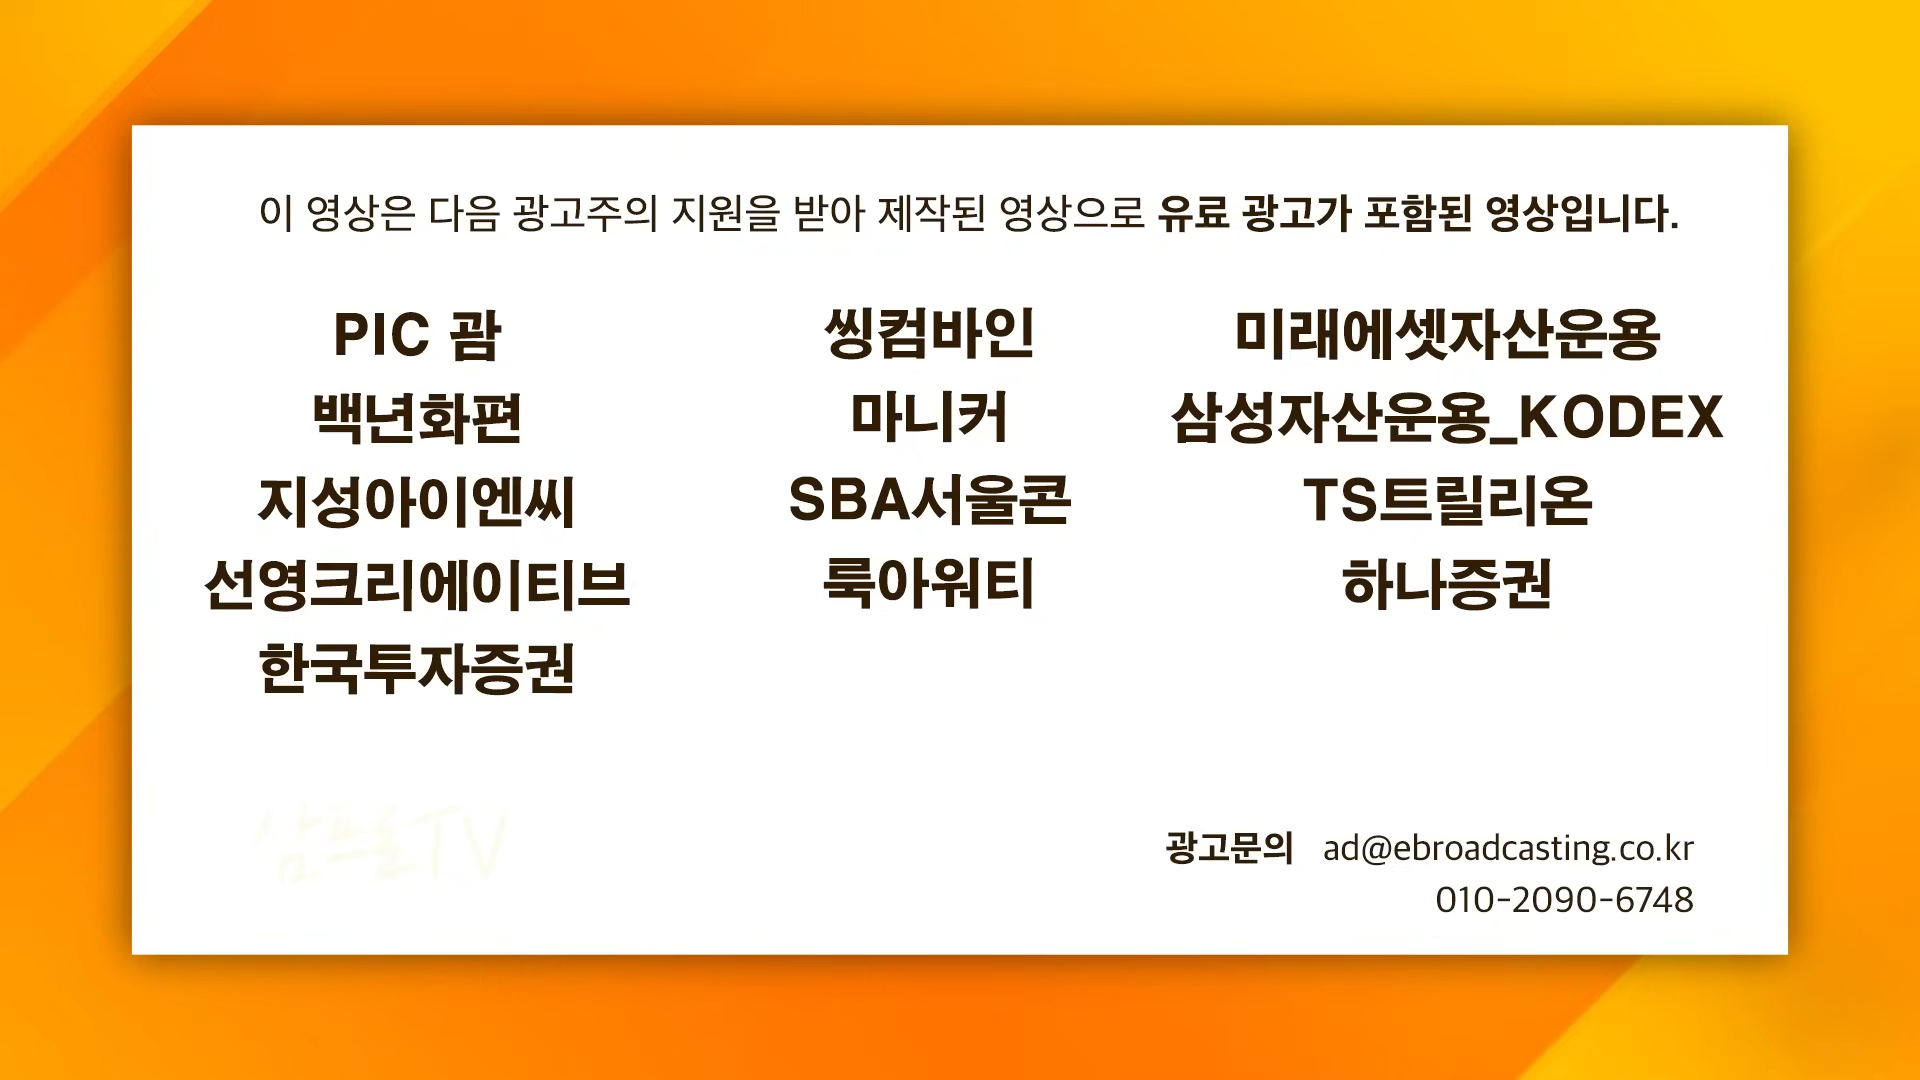 이 영상은 다음 광고주의 지원을 받아 제작된 영상으로 유료 광고가 포함된 영상입니다.
PIC 괌
백년화편
지성아이엔씨
선영크리에이티브
한국투자증권
씽컴바인
마니커
SBA서울콘
룩아워티
미래에셋자산운용
삼성자산운용_KODEX
TS트릴리온
하나증권
삼프로TV
광고문의 ad@ebroadcasting.co.kr
010-2090-6748